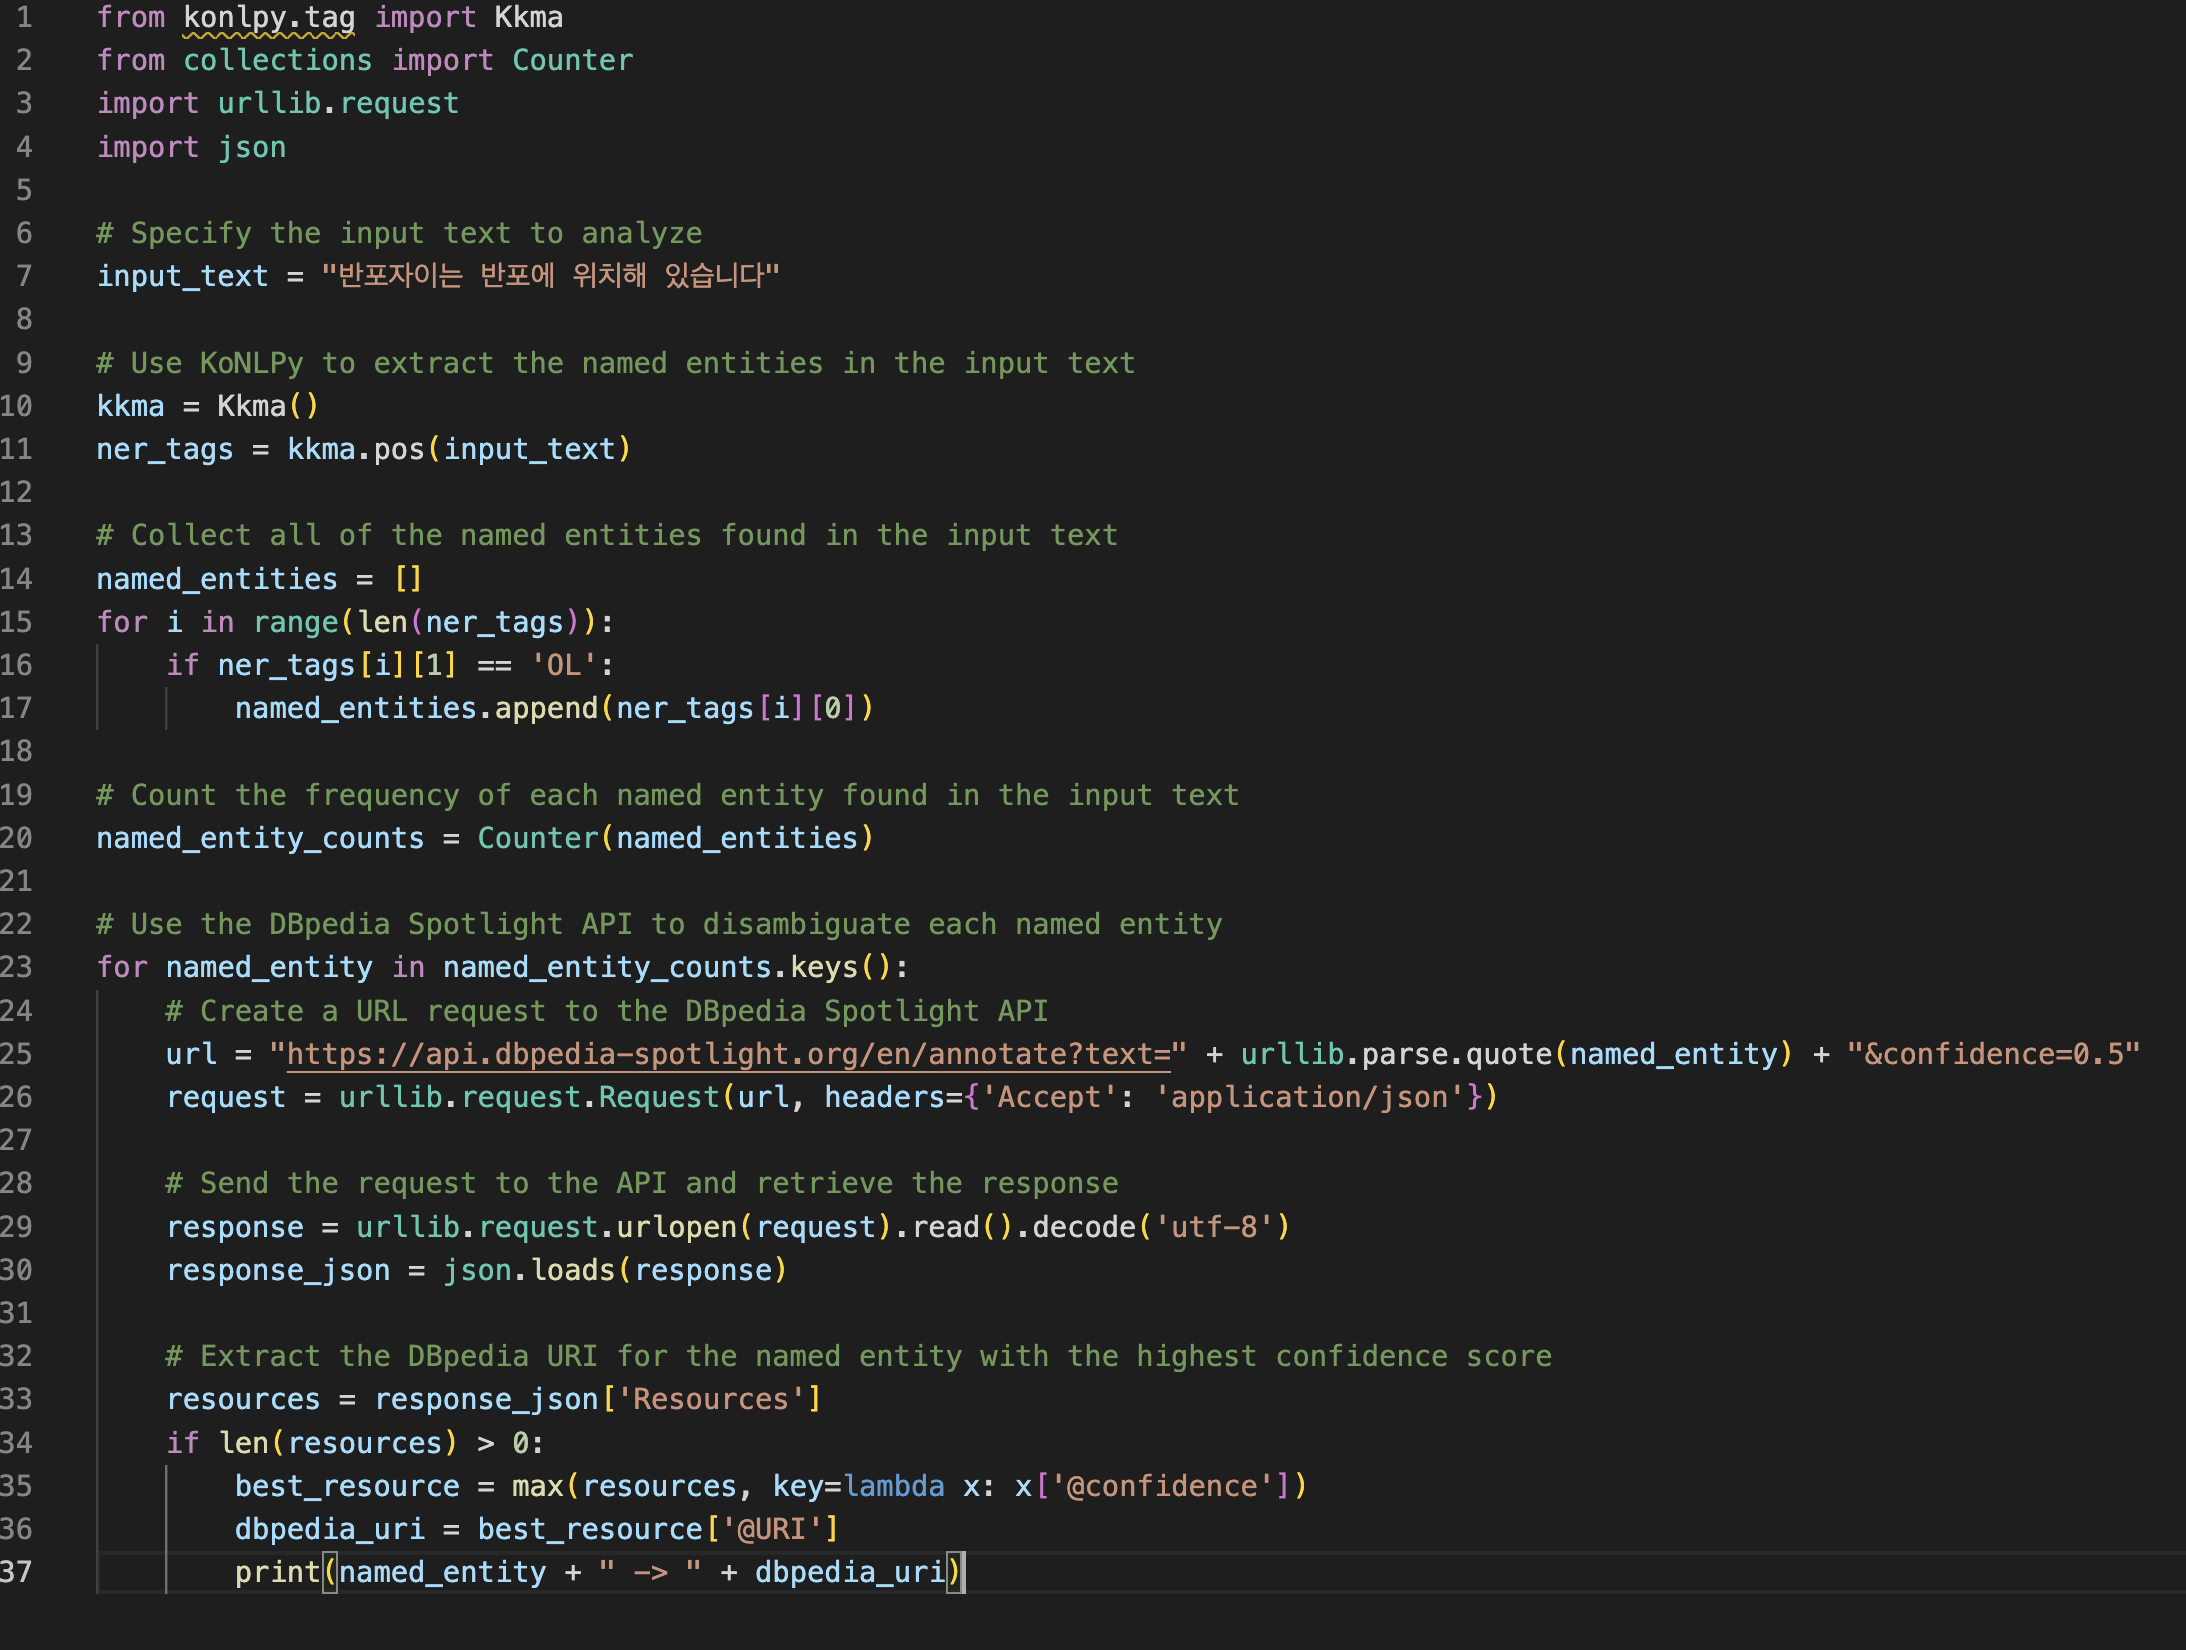 1 from konlpy.tag import Kkma
2 from collections import Counter
3 import urllib.request
4 import json
5
6 # Specify the input text to analyze
7 input_text = "반포자이는 반포에 위치해 있습니다"
8
9 # Use KoNLPy to extract the named entities in the input text
10 kkma = Kkma()
11 ner_tags = kkma.pos(input_text)
12
13 # Collect all of the named entities found in the input text
14 named_entities = []
15 for i in range(len(ner_tags)):
16     if ner_tags[i][1] == 'OL':
17         named_entities.append(ner_tags[i][0])
18
19 # Count the frequency of each named entity found in the input text
20 named_entity_counts = Counter(named_entities)
21
22 # Use the DBpedia Spotlight API to disambiguate each named entity
23 for named_entity in named_entity_counts.keys():
24     # Create a URL request to the DBpedia Spotlight API
25     url = "https://api.dbpedia-spotlight.org/en/annotate?text=" + urllib.parse.quote(named_entity) + "&confidence=0.5"
26     request = urllib.request.Request(url, headers={'Accept': 'application/json'})
27
28     # Send the request to the API and retrieve the response
29     response = urllib.request.urlopen(request).read().decode('utf-8')
30     response_json = json.loads(response)
31
32     # Extract the DBpedia URI for the named entity with the highest confidence score
33     resources = response_json['Resources']
34     if len(resources) > 0:
35         best_resource = max(resources, key=lambda x: x['@confidence'])
36         dbpedia_uri = best_resource['@URI']
37         print(named_entity + " -> " + dbpedia_uri)